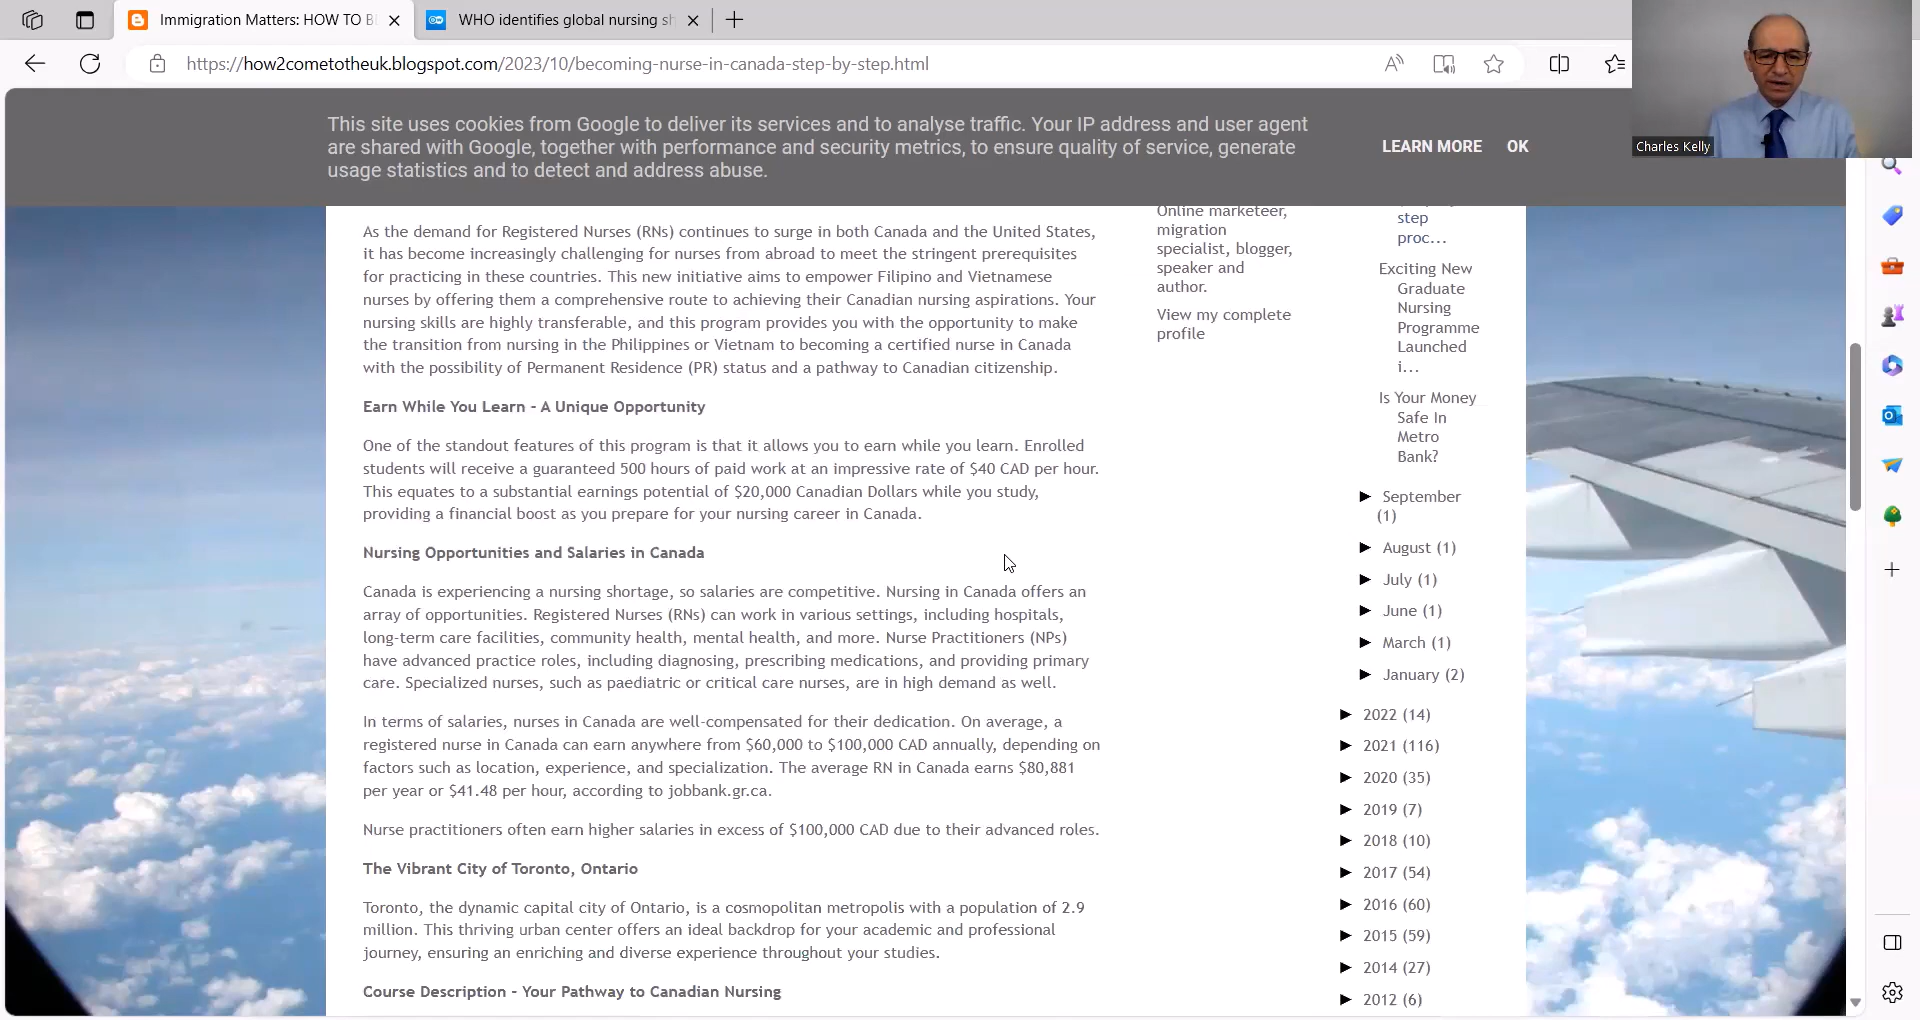 Immigration Matters: HOW TO B
WHO identifies global nursing sh
https://how2cometotheuk.blogspot.com/2023/10/becoming-nurse-in-canada-step-by-step.html
Charles Kelly
This site uses cookies from Google to deliver its services and to analyse traffic. Your IP address and user agent
are shared with Google, together with performance and security metrics, to ensure quality of service, generate
usage statistics and to detect and address abuse.
LEARN MORE
OK
As the demand for Registered Nurses (RNs) continues to surge in both Canada and the United States,
it has become increasingly challenging for nurses from abroad to meet the stringent prerequisites
for practicing in these countries. This new initiative aims to empower Filipino and Vietnamese
nurses by offering them a comprehensive route to achieving their Canadian nursing aspirations. Your
nursing skills are highly transferable, and this program provides you with the opportunity to make
the transition from nursing in the Philippines or Vietnam to becoming a certified nurse in Canada
with the possibility of Permanent Residence (PR) status and a pathway to Canadian citizenship.
Earn While You Learn - A Unique Opportunity
One of the standout features of this program is that it allows you to earn while you learn. Enrolled
students will receive a guaranteed 500 hours of paid work at an impressive rate of $40 CAD per hour.
This equates to a substantial earnings potential of $20,000 Canadian Dollars while you study,
providing a financial boost as you prepare for your nursing career in Canada.
Nursing Opportunities and Salaries in Canada
Canada is experiencing a nursing shortage, so salaries are competitive. Nursing in Canada offers an
array of opportunities. Registered Nurses (RNs) can work in various settings, including hospitals,
long-term care facilities, community health, mental health, and more. Nurse Practitioners (NPs)
have advanced practice roles, including diagnosing, prescribing medications, and providing primary
care. Specialized nurses, such as paediatric or critical care nurses, are in high demand as well.
In terms of salaries, nurses in Canada are well-compensated for their dedication. On average, a
registered nurse in Canada can earn anywhere from $60,000 to $100,000 CAD annually, depending on
factors such as location, experience, and specialization. The average RN in Canada earns $80,881
per year or $41.48 per hour, according to jobbank.gr.ca.
Nurse practitioners often earn higher salaries in excess of $100,000 CAD due to their advanced roles.
The Vibrant City of Toronto, Ontario
Toronto, the dynamic capital city of Ontario, is a cosmopolitan metropolis with a population of 2.9
million. This thriving urban center offers an ideal backdrop for your academic and professional
journey, ensuring an enriching and diverse experience throughout your studies.
Course Description - Your Pathway to Canadian Nursing
Online marketeer,
migration
specialist, blogger,
speaker and
author.
View my complete
profile
step
proc...
Exciting New
Graduate
Nursing
Programme
Launched
i...
Is Your Money
Safe In
Metro
Bank?
► September
(1)
► August (1)
► July (1)
► June (1)
► March (1)
► January (2)
► 2022 (14)
► 2021 (116)
► 2020 (35)
► 2019 (7)
► 2018 (10)
► 2017 (54)
► 2016 (60)
► 2015 (59)
► 2014 (27)
► 2012 (6)